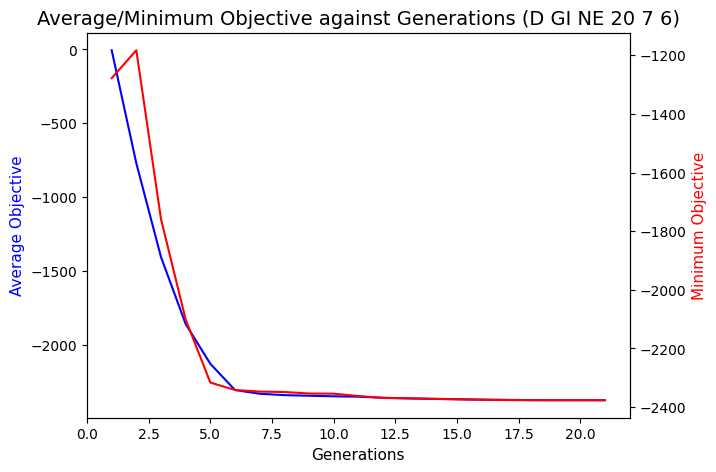 Average/Minimum Objective against Generations (D GI NE 20 7 6)
0
−500
−1000
−1500
−2000
Average Objective
−1200
−1400
−1600
−1800
−2000
−2200
−2400
Minimum Objective
0.0 2.5 5.0 7.5 10.0 12.5 15.0 17.5 20.0
Generations